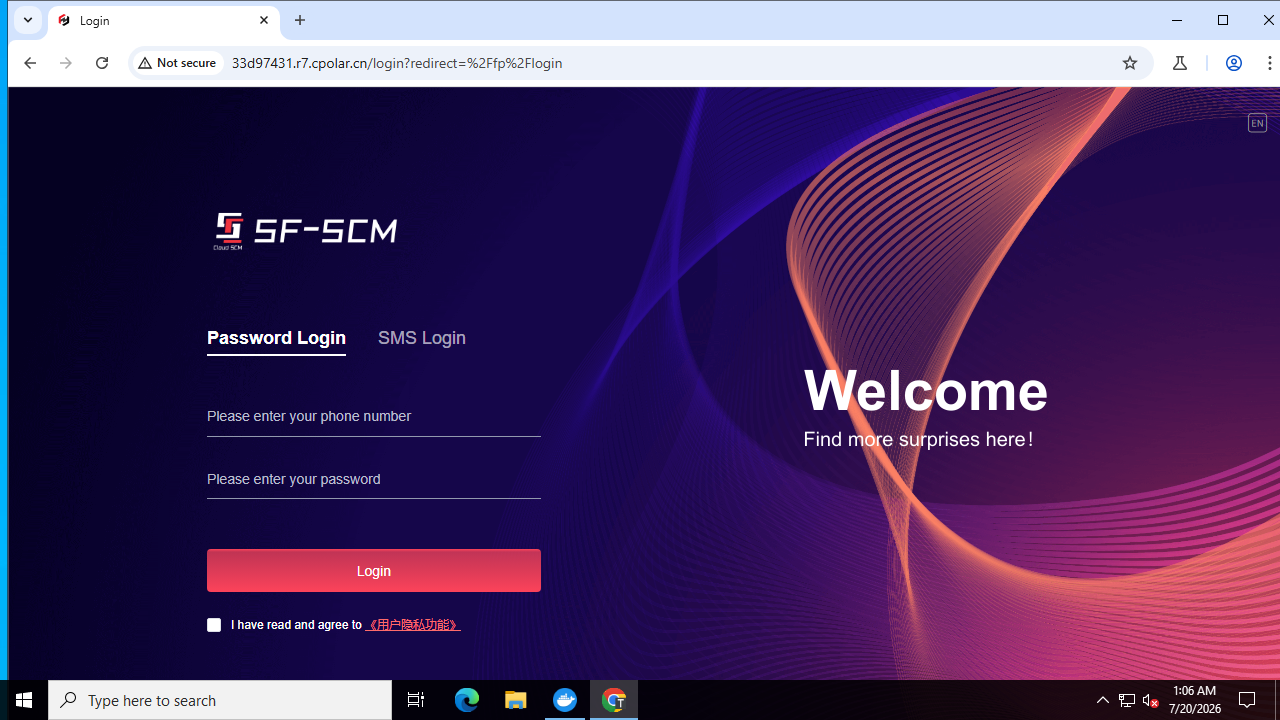 Login
Not secure
33d97431.r7.cpolar.cn/login?redirect=%2Ffp%2Flogin
EN
Cloud SCM
SF-SCM
Password Login
SMS Login
Please enter your phone number
Please enter your password
Login
I have read and agree to 《用户隐私功能》
Welcome
Find more surprises here！
Type here to search
T
1:06 AM
7/20/2026